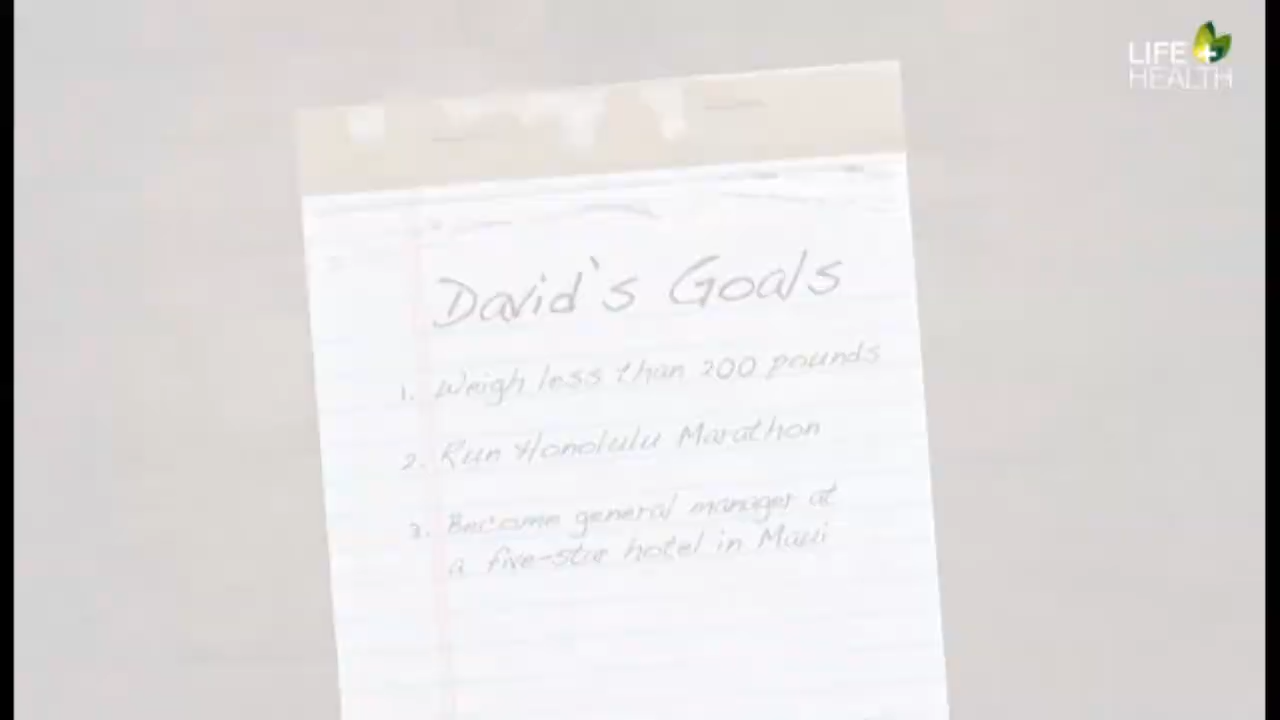 LIFE +
HEALTH
David's Goals
1. Weigh less than 200 pounds
2. Run Honolulu Marathon
3. Become general manager at
a five-star hotel in Maui